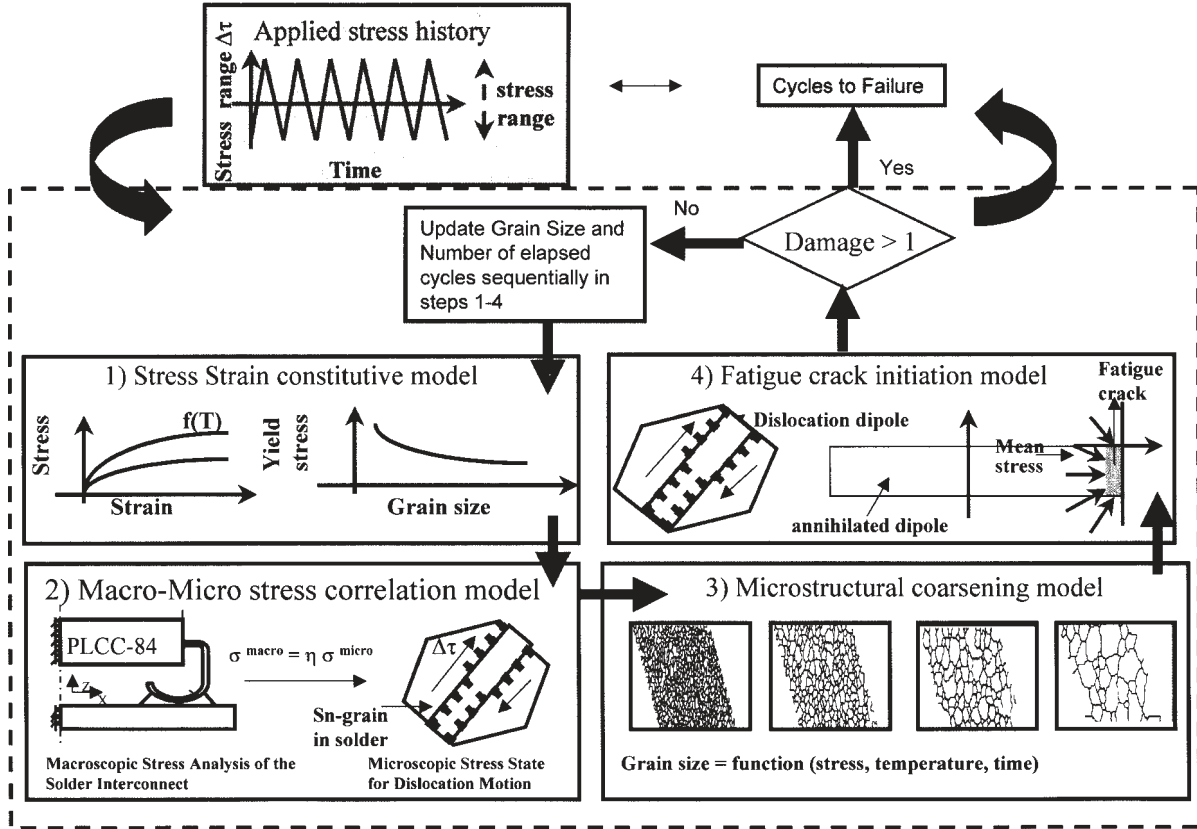 Applied stress history
Stress range Δτ
stress
range
Time
Cycles to Failure
Yes
No
Damage > 1
Update Grain Size and
Number of elapsed
cycles sequentially in
steps 1-4
1) Stress Strain constitutive model
Stress
f(T)
Strain
Yield
stress
Grain size
4) Fatigue crack initiation model
Fatigue
crack
Dislocation dipole
Mean
stress
annihilated dipole
2) Macro-Micro stress correlation model
PLCC-84
Z
X
σ macro = η σ micro
Δτ
Sn-grain
in solder
Macroscopic Stress Analysis of the
Solder Interconnect
Microscopic Stress State
for Dislocation Motion
3) Microstructural coarsening model
Grain size = function (stress, temperature, time)